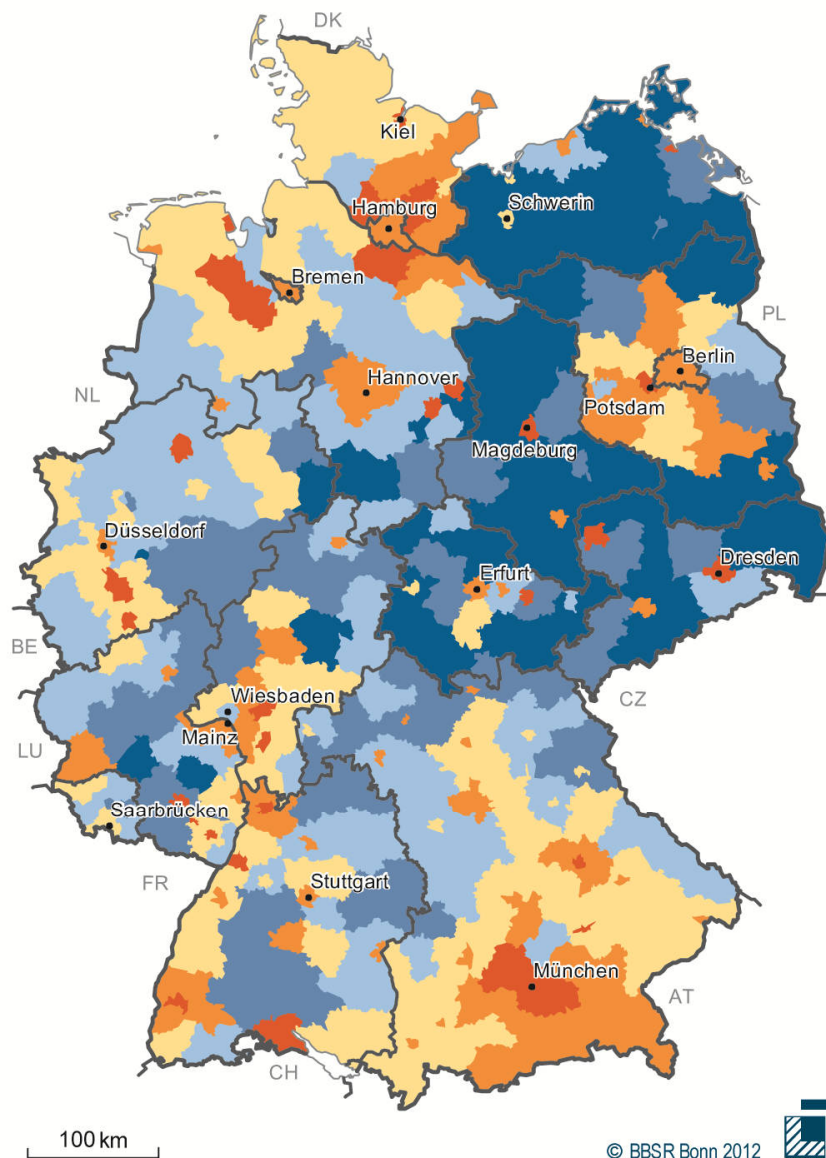 DK
Kiel
Hamburg
Schwerin
Bremen
PL
Berlin
Hannover
NL
Potsdam
Magdeburg
Düsseldorf
Dresden
Erfurt
BE
CZ
Wiesbaden
Mainz
LU
Saarbrücken
FR
Stuttgart
München
AT
CH
100 km
© BBSR Bonn 2012